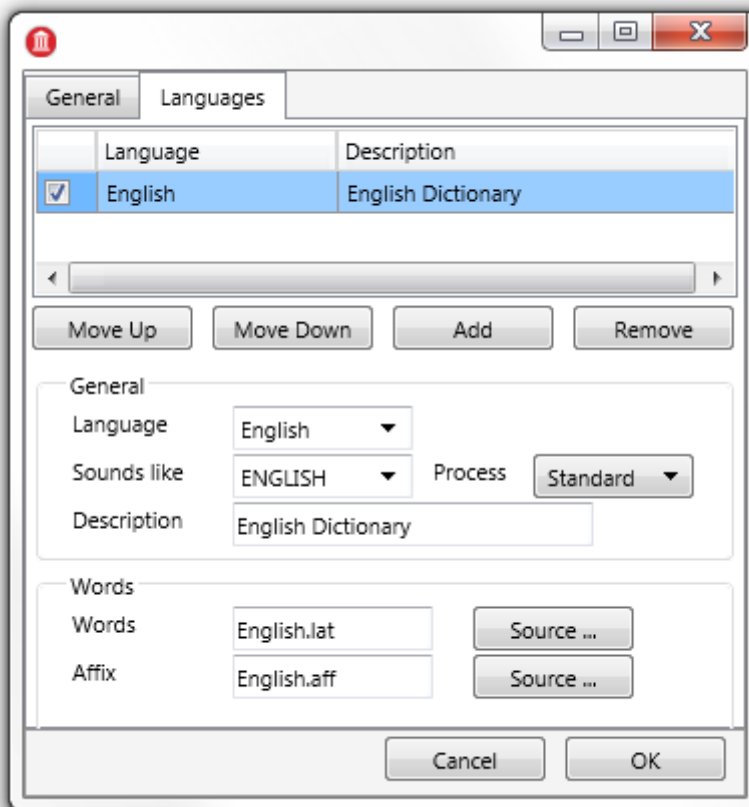 General Languages
Language Description
English English Dictionary
Move Up Move Down Add Remove
General
Language English
Sounds like ENGLISH Process Standard
Description English Dictionary
Words
Words English.lat Source ...
Affix English.aff Source ...
Cancel OK